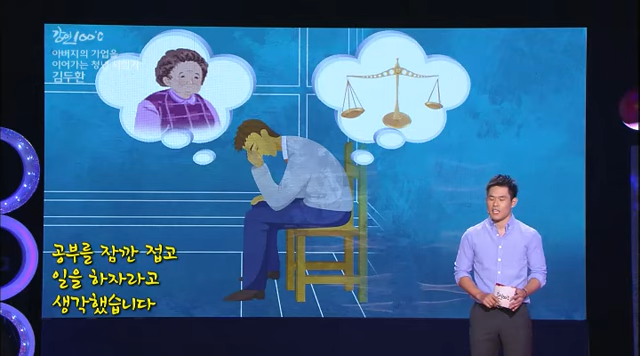 강연100℃
아버지의 기업을
이어가는 청년
김두환
공부를 잠깐 접고
일을 하자라고
생각했습니다